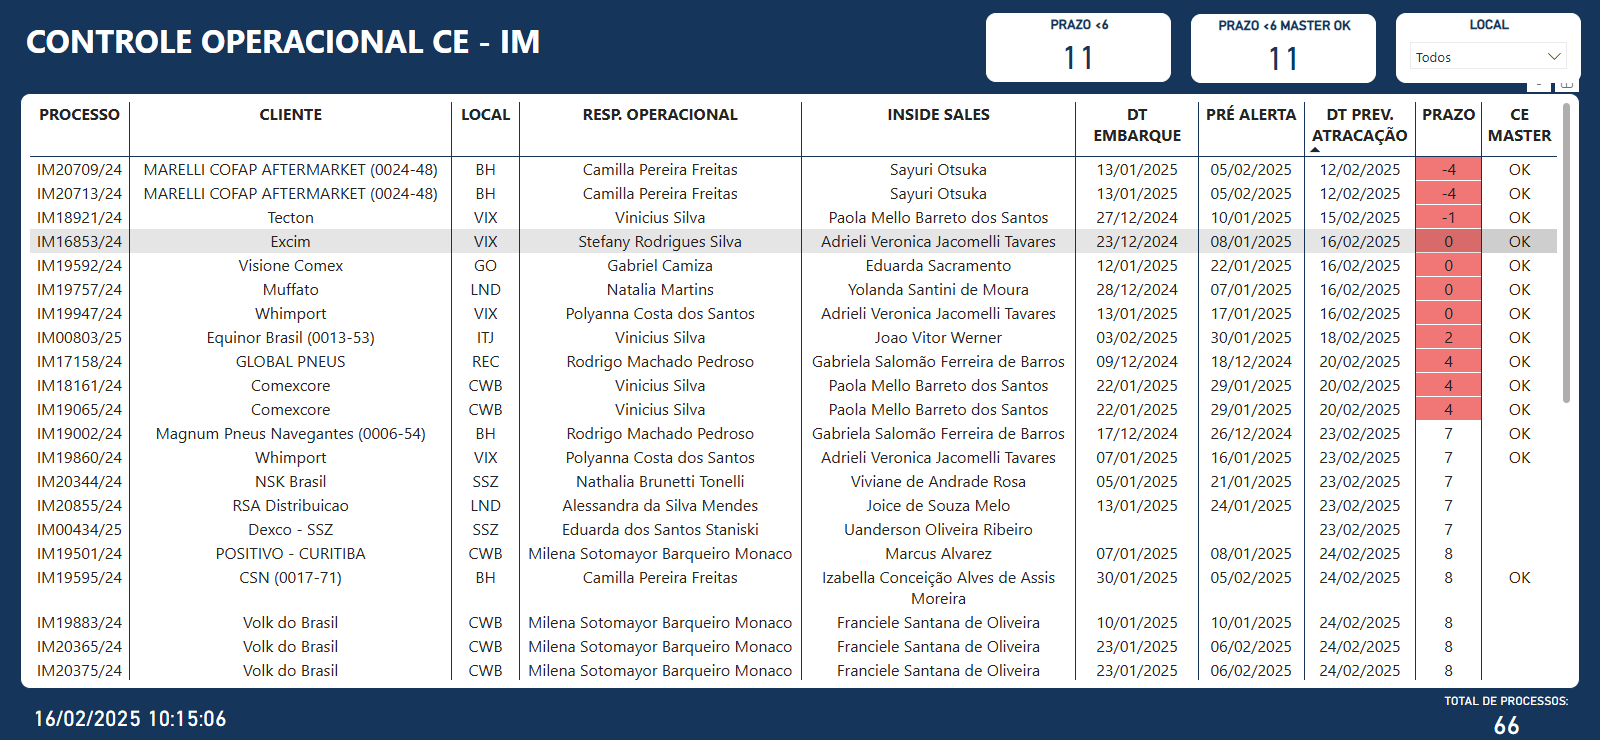 CONTROLE OPERACIONAL CE - IM
PRAZO <6
11
PRAZO <6 MASTER OK
11
LOCAL
Todos
PROCESSO CLIENTE LOCAL RESP. OPERACIONAL INSIDE SALES DT EMBARQUE PRÉ ALERTA DT PREV. ATRACAÇÃO PRAZO CE MASTER
IM20709/24 MARELLI COFAP AFTERMARKET (0024-48) BH Camilla Pereira Freitas Sayuri Otsuka 13/01/2025 05/02/2025 12/02/2025 -4 OK
IM20713/24 MARELLI COFAP AFTERMARKET (0024-48) BH Camilla Pereira Freitas Sayuri Otsuka 13/01/2025 05/02/2025 12/02/2025 -4 OK
IM18921/24 Tecton VIX Vinicius Silva Paola Mello Barreto dos Santos 27/12/2024 10/01/2025 15/02/2025 -1 OK
IM16853/24 Excim VIX Stefany Rodrigues Silva Adrieli Veronica Jacomelli Tavares 23/12/2024 08/01/2025 16/02/2025 0 OK
IM19592/24 Visione Comex GO Gabriel Camiza Eduarda Sacramento 12/01/2025 22/01/2025 16/02/2025 0 OK
IM19757/24 Muffato LND Natalia Martins Yolanda Santini de Moura 28/12/2024 07/01/2025 16/02/2025 0 OK
IM19947/24 Whimport VIX Polyanna Costa dos Santos Adrieli Veronica Jacomelli Tavares 13/01/2025 17/01/2025 16/02/2025 0 OK
IM00803/25 Equinor Brasil (0013-53) ITJ Vinicius Silva Joao Vitor Werner 03/02/2025 30/01/2025 18/02/2025 2 OK
IM17158/24 GLOBAL PNEUS REC Rodrigo Machado Pedroso Gabriela Salomão Ferreira de Barros 09/12/2024 18/12/2024 20/02/2025 4 OK
IM18161/24 Comexcore CWB Vinicius Silva Paola Mello Barreto dos Santos 22/01/2025 29/01/2025 20/02/2025 4 OK
IM19065/24 Comexcore CWB Vinicius Silva Paola Mello Barreto dos Santos 22/01/2025 29/01/2025 20/02/2025 4 OK
IM19002/24 Magnum Pneus Navegantes (0006-54) BH Rodrigo Machado Pedroso Gabriela Salomão Ferreira de Barros 17/12/2024 26/12/2024 23/02/2025 7 OK
IM19860/24 Whimport VIX Polyanna Costa dos Santos Adrieli Veronica Jacomelli Tavares 07/01/2025 16/01/2025 23/02/2025 7 OK
IM20344/24 NSK Brasil SSZ Nathalia Brunetti Tonelli Viviane de Andrade Rosa 05/01/2025 21/01/2025 23/02/2025 7
IM20855/24 RSA Distribuicao LND Alessandra da Silva Mendes Joice de Souza Melo 13/01/2025 24/01/2025 23/02/2025 7
IM00434/25 Dexco - SSZ SSZ Eduarda dos Santos Staniski Uanderson Oliveira Ribeiro 23/02/2025 7
IM19501/24 POSITIVO - CURITIBA CWB Milena Sotomayor Barqueiro Monaco Marcus Alvarez 07/01/2025 08/01/2025 24/02/2025 8
IM19595/24 CSN (0017-71) BH Camilla Pereira Freitas Izabella Conceição Alves de Assis Moreira 30/01/2025 05/02/2025 24/02/2025 8 OK
IM19883/24 Volk do Brasil CWB Milena Sotomayor Barqueiro Monaco Franciele Santana de Oliveira 10/01/2025 10/01/2025 24/02/2025 8
IM20365/24 Volk do Brasil CWB Milena Sotomayor Barqueiro Monaco Franciele Santana de Oliveira 23/01/2025 06/02/2025 24/02/2025 8
IM20375/24 Volk do Brasil CWB Milena Sotomayor Barqueiro Monaco Franciele Santana de Oliveira 23/01/2025 06/02/2025 24/02/2025 8
16/02/2025 10:15:06
TOTAL DE PROCESSOS:
66